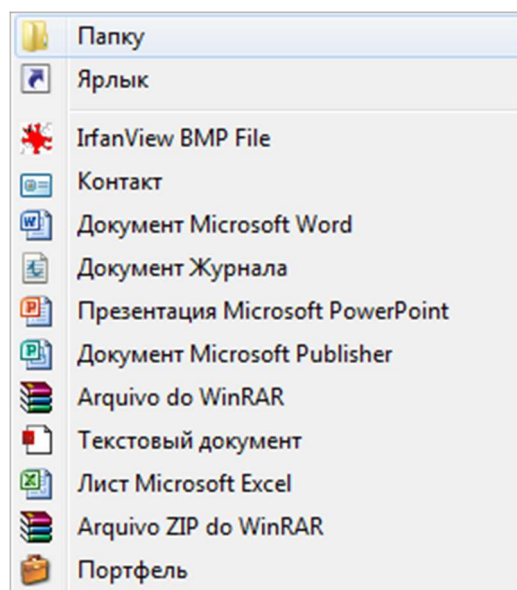 Папку
Ярлык
IrfanView BMP File
Контакт
Документ Microsoft Word
Документ Журнала
Презентация Microsoft PowerPoint
Документ Microsoft Publisher
Arquivo do WinRAR
Текстовый документ
Лист Microsoft Excel
Arquivo ZIP do WinRAR
Портфель